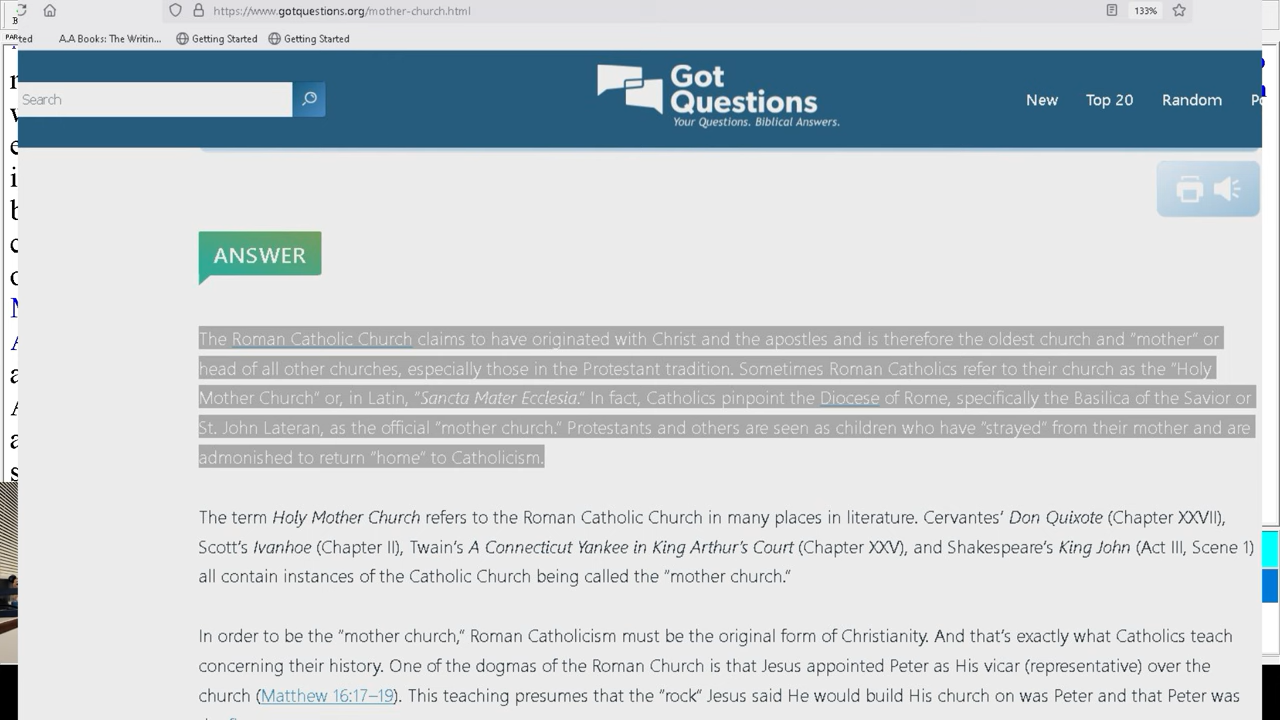 https://www.gotquestions.org/mother-church.html
133%
ted
A.A Books: The Writin...
Getting Started
Getting Started
Search
Got
Questions
Your Questions. Biblical Answers.
New
Top 20
Random
ANSWER
The Roman Catholic Church claims to have originated with Christ and the apostles and is therefore the oldest church and “mother” or
head of all other churches, especially those in the Protestant tradition. Sometimes Roman Catholics refer to their church as the “Holy
Mother Church” or, in Latin, “Sancta Mater Ecclesia.” In fact, Catholics pinpoint the Diocese of Rome, specifically the Basilica of the Savior or
St. John Lateran, as the official “mother church.” Protestants and others are seen as children who have “strayed” from their mother and are
admonished to return “home” to Catholicism.
The term Holy Mother Church refers to the Roman Catholic Church in many places in literature. Cervantes’ Don Quixote (Chapter XXVII),
Scott’s Ivanhoe (Chapter II), Twain’s A Connecticut Yankee in King Arthur’s Court (Chapter XXV), and Shakespeare’s King John (Act III, Scene 1)
all contain instances of the Catholic Church being called the “mother church.”
In order to be the “mother church,” Roman Catholicism must be the original form of Christianity. And that’s exactly what Catholics teach
concerning their history. One of the dogmas of the Roman Church is that Jesus appointed Peter as His vicar (representative) over the
church (Matthew 16:17–19). This teaching presumes that the “rock” Jesus said He would build His church on was Peter and that Peter was